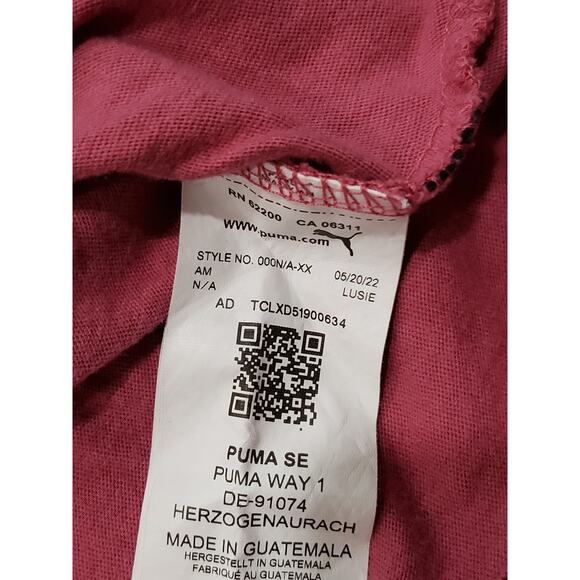 RN 62200 CA 06311
www.puma.com
STYLE NO. 000N/A-XX 05/20/22
AM LUSIE
N/A
AD TCLXD51900634
PUMA SE
PUMA WAY 1
DE-91074
HERZOGENAURACH
MADE IN GUATEMALA
HERGESTELLT IN GUATEMALA
FABRIQUÉ AU GUATEMALA